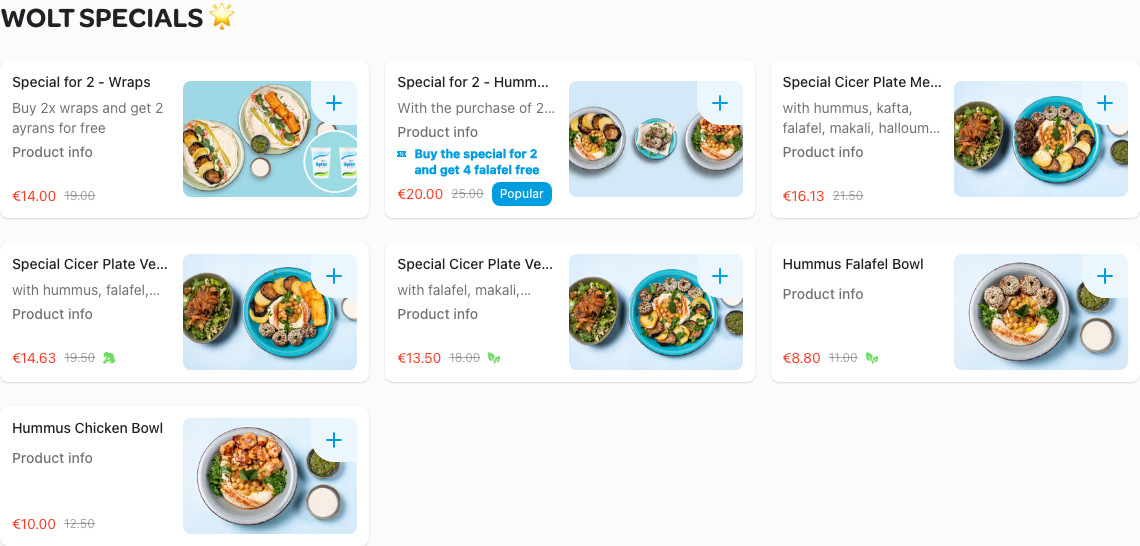 WOLT SPECIALS 🌟
Special for 2 - Wraps
Buy 2x wraps and get 2
ayrans for free
Product info
€14.00 19.00
Special for 2 - Humm...
With the purchase of 2...
Product info
Buy the special for 2
and get 4 falafel free
€20.00 25.00 Popular
Special Cicer Plate Me...
with hummus, kafta,
falafel, makali, halloum...
Product info
€16.13 21.50
Special Cicer Plate Ve...
with hummus, falafel,...
Product info
€14.63 19.50
Special Cicer Plate Ve...
with falafel, makali,...
Product info
€13.50 18.00
Hummus Falafel Bowl
Product info
€8.80 11.00
Hummus Chicken Bowl
Product info
€10.00 12.50